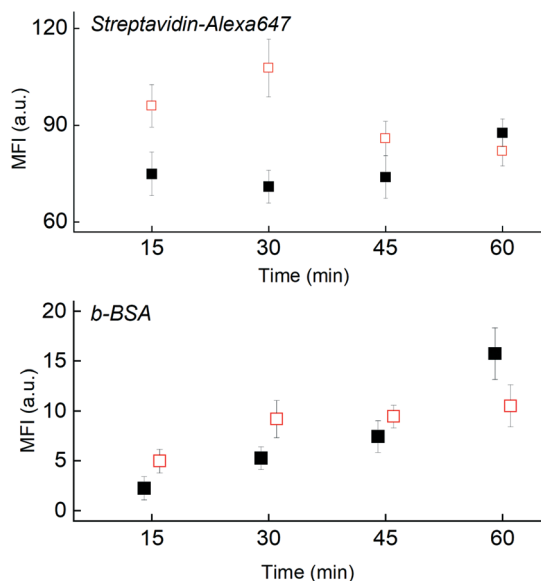 Streptavidin-Alexa647
120
90
60
MFI (a.u.)
15 30 45 60
Time (min)
b-BSA
20
15
10
5
0
MFI (a.u.)
15 30 45 60
Time (min)